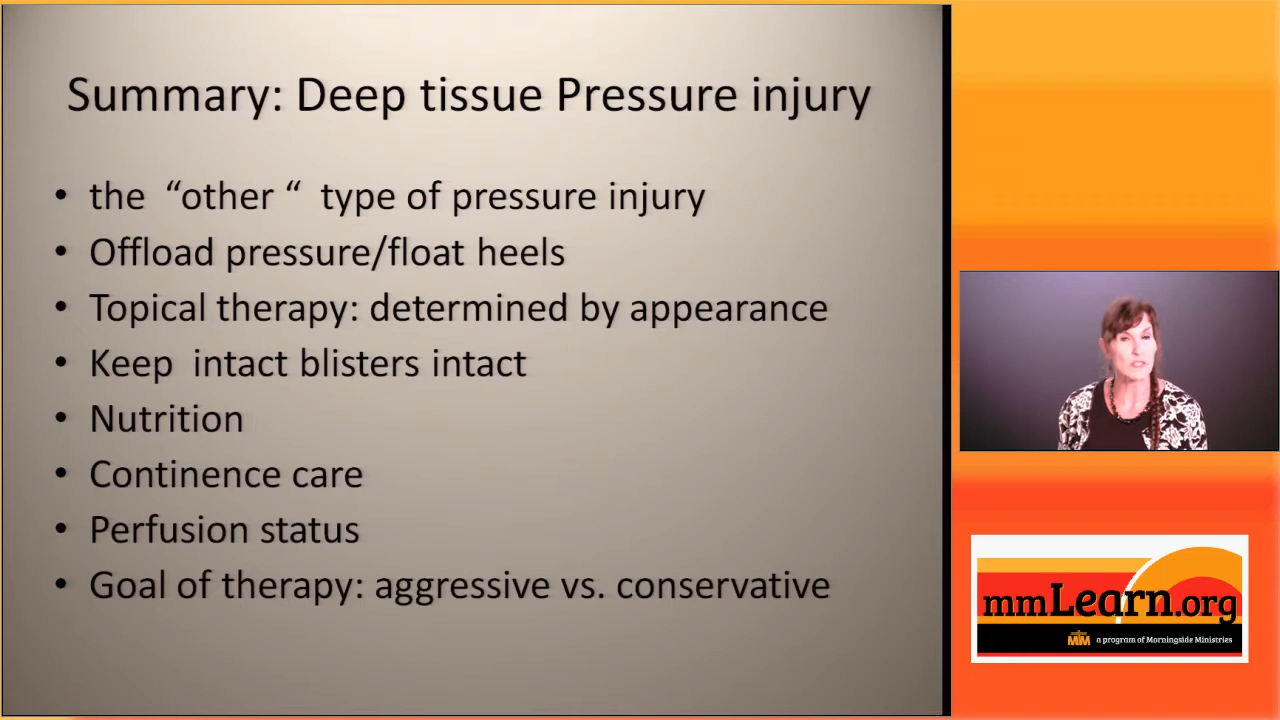 Summary: Deep tissue Pressure injury
• the “other “ type of pressure injury
• Offload pressure/float heels
• Topical therapy: determined by appearance
• Keep intact blisters intact
• Nutrition
• Continence care
• Perfusion status
• Goal of therapy: aggressive vs. conservative
mmLearn.org
MM a program of Morningside Ministries